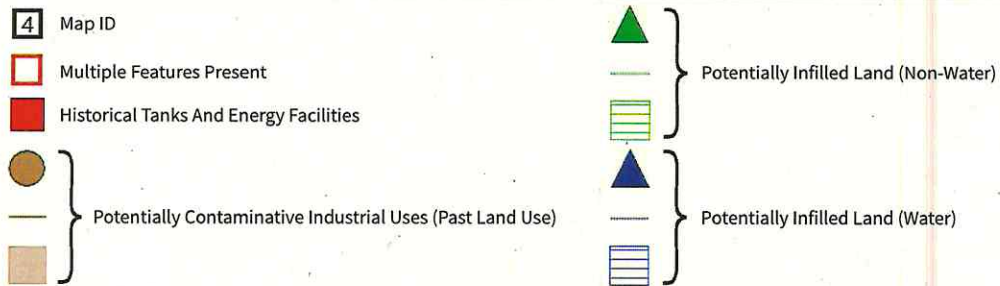 4 Map ID
Multiple Features Present
Historical Tanks And Energy Facilities
Potentially Contaminative Industrial Uses (Past Land Use)
Potentially Infilled Land (Non-Water)
Potentially Infilled Land (Water)